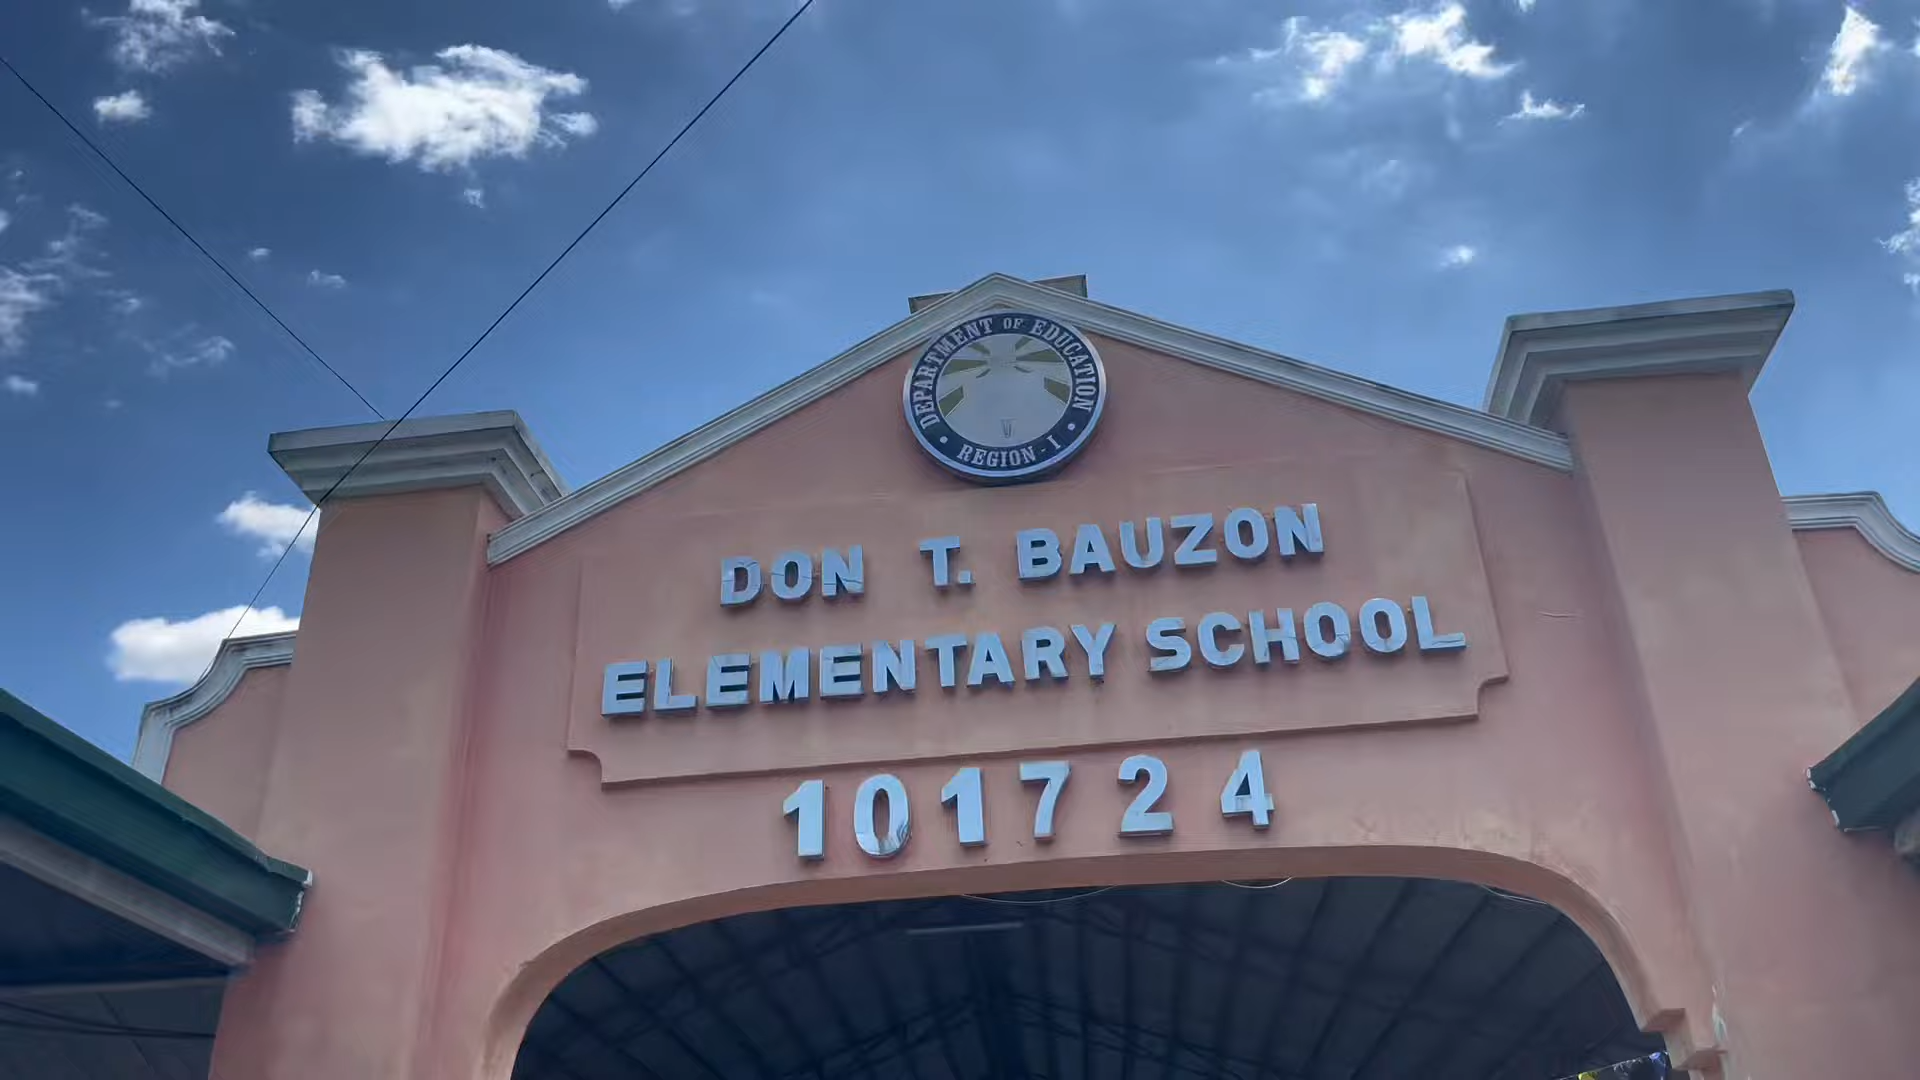 DEPARTMENT OF EDUCATION
REGION - I
DON T. BAUZON
ELEMENTARY SCHOOL
101724